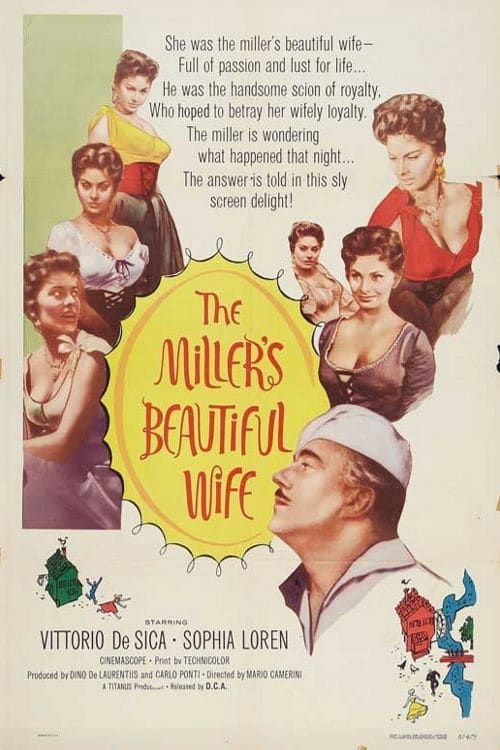 She was the miller's beautiful wife—
Full of passion and lust for life...
He was the handsome scion of royalty,
Who hoped to betray her wifely loyalty.
The miller is wondering
what happened that night...
The answer is told in this sly
screen delight!
The
MILLER'S
BEAUTIFUL
WIFE
STARRING
VITTORIO De SICA · SOPHIA LOREN
CINEMASCOPE · Print by TECHNICOLOR
Produced by DINO De LAURENTIIS and CARLO PONTI · Directed by MARIO CAMERINI
A TITANUS · Released by D.C.A.